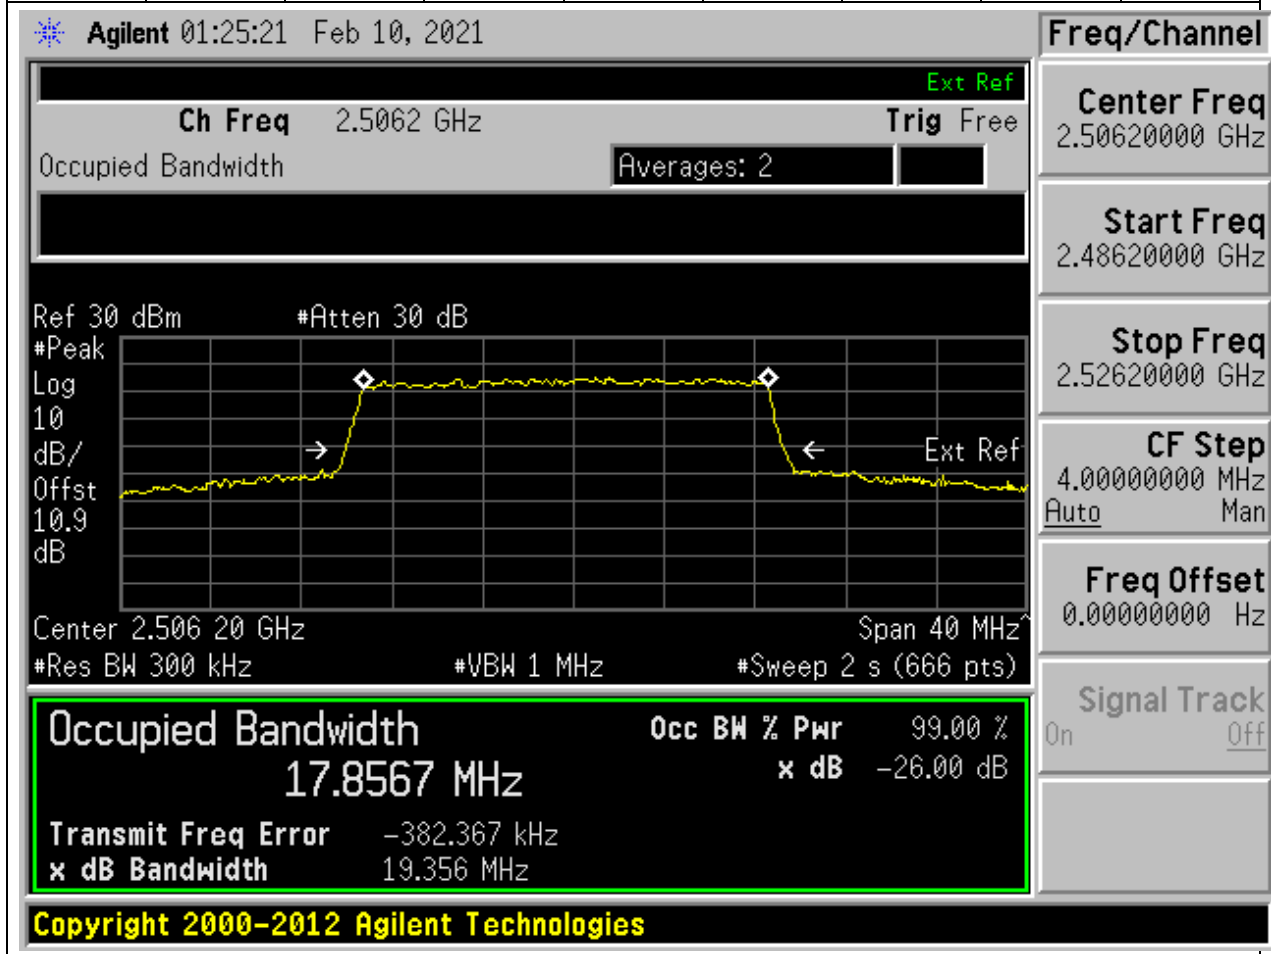 Agilent 01:25:21 Feb 10, 2021
Ext Ref
Ch Freq 2.5062 GHz Trig Free
Occupied Bandwidth Averages: 2
Ref 30 dBm #Atten 30 dB
#Peak
Log
10
dB/
Offst
10.9
dB
Ext Ref
Center 2.506 20 GHz Span 40 MHz^
#Res BW 300 kHz #VBW 1 MHz #Sweep 2 s (666 pts)
Occupied Bandwidth Occ BW % Pwr 99.00 %
17.8567 MHz x dB -26.00 dB
Transmit Freq Error -382.367 kHz
x dB Bandwidth 19.356 MHz
Copyright 2000-2012 Agilent Technologies
Freq/Channel
Center Freq
2.50620000 GHz
Start Freq
2.48620000 GHz
Stop Freq
2.52620000 GHz
CF Step
4.00000000 MHz
Auto Man
Freq Offset
0.00000000 Hz
Signal Track
On Off